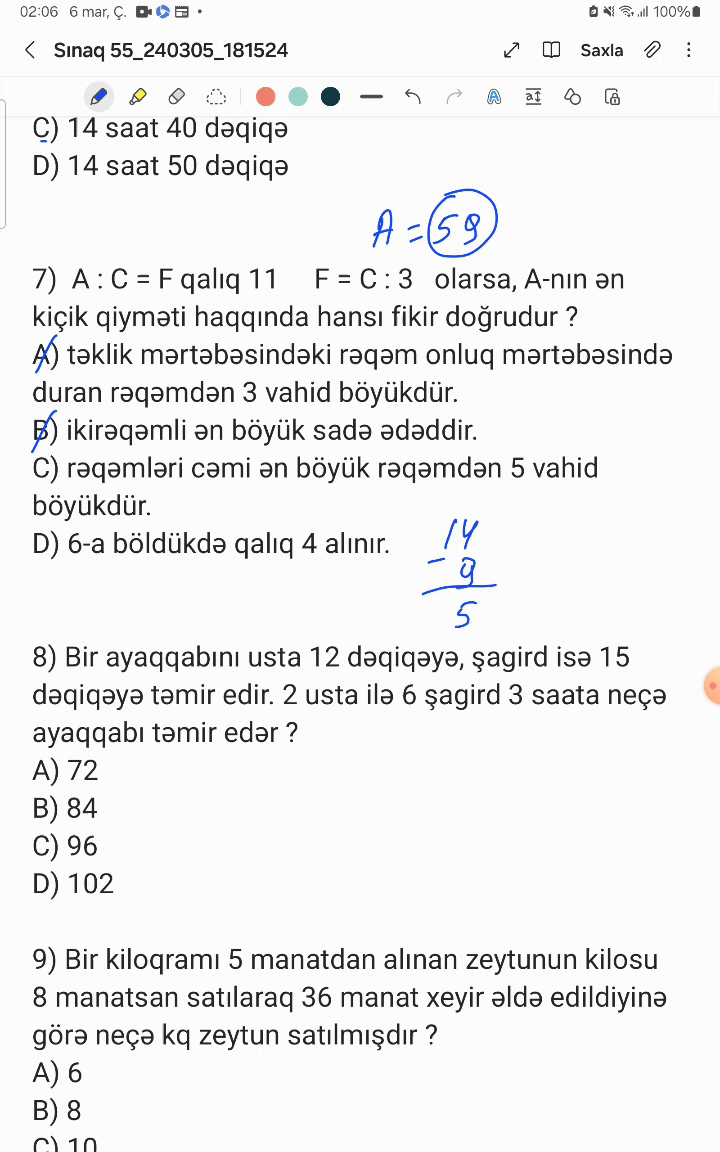 02:06 6 mar, Ç. •
100%
Sınaq 55_240305_181524
Saxla
C) 14 saat 40 dəqiqə
D) 14 saat 50 dəqiqə
A = 59
7) A : C = F qalıq 11 F = C : 3 olarsa, A-nın ən
kiçik qiyməti haqqında hansı fikir doğrudur ?
A) təklik mərtəbəsindəki rəqəm onluq mərtəbəsində
duran rəqəmdən 3 vahid böyükdür.
B) ikirəqəmli ən böyük sadə ədəddir.
C) rəqəmləri cəmi ən böyük rəqəmdən 5 vahid
böyükdür.
D) 6-a böldükdə qalıq 4 alınır.
14
- 9
5
8) Bir ayaqqabını usta 12 dəqiqəyə, şagird isə 15
dəqiqəyə təmir edir. 2 usta ilə 6 şagird 3 saata neçə
ayaqqabı təmir edər ?
A) 72
B) 84
C) 96
D) 102
9) Bir kiloqramı 5 manatdan alınan zeytunun kilosu
8 manatsan satılaraq 36 manat xeyir əldə edildiyinə
görə neçə kq zeytun satılmışdır ?
A) 6
B) 8
C) 10